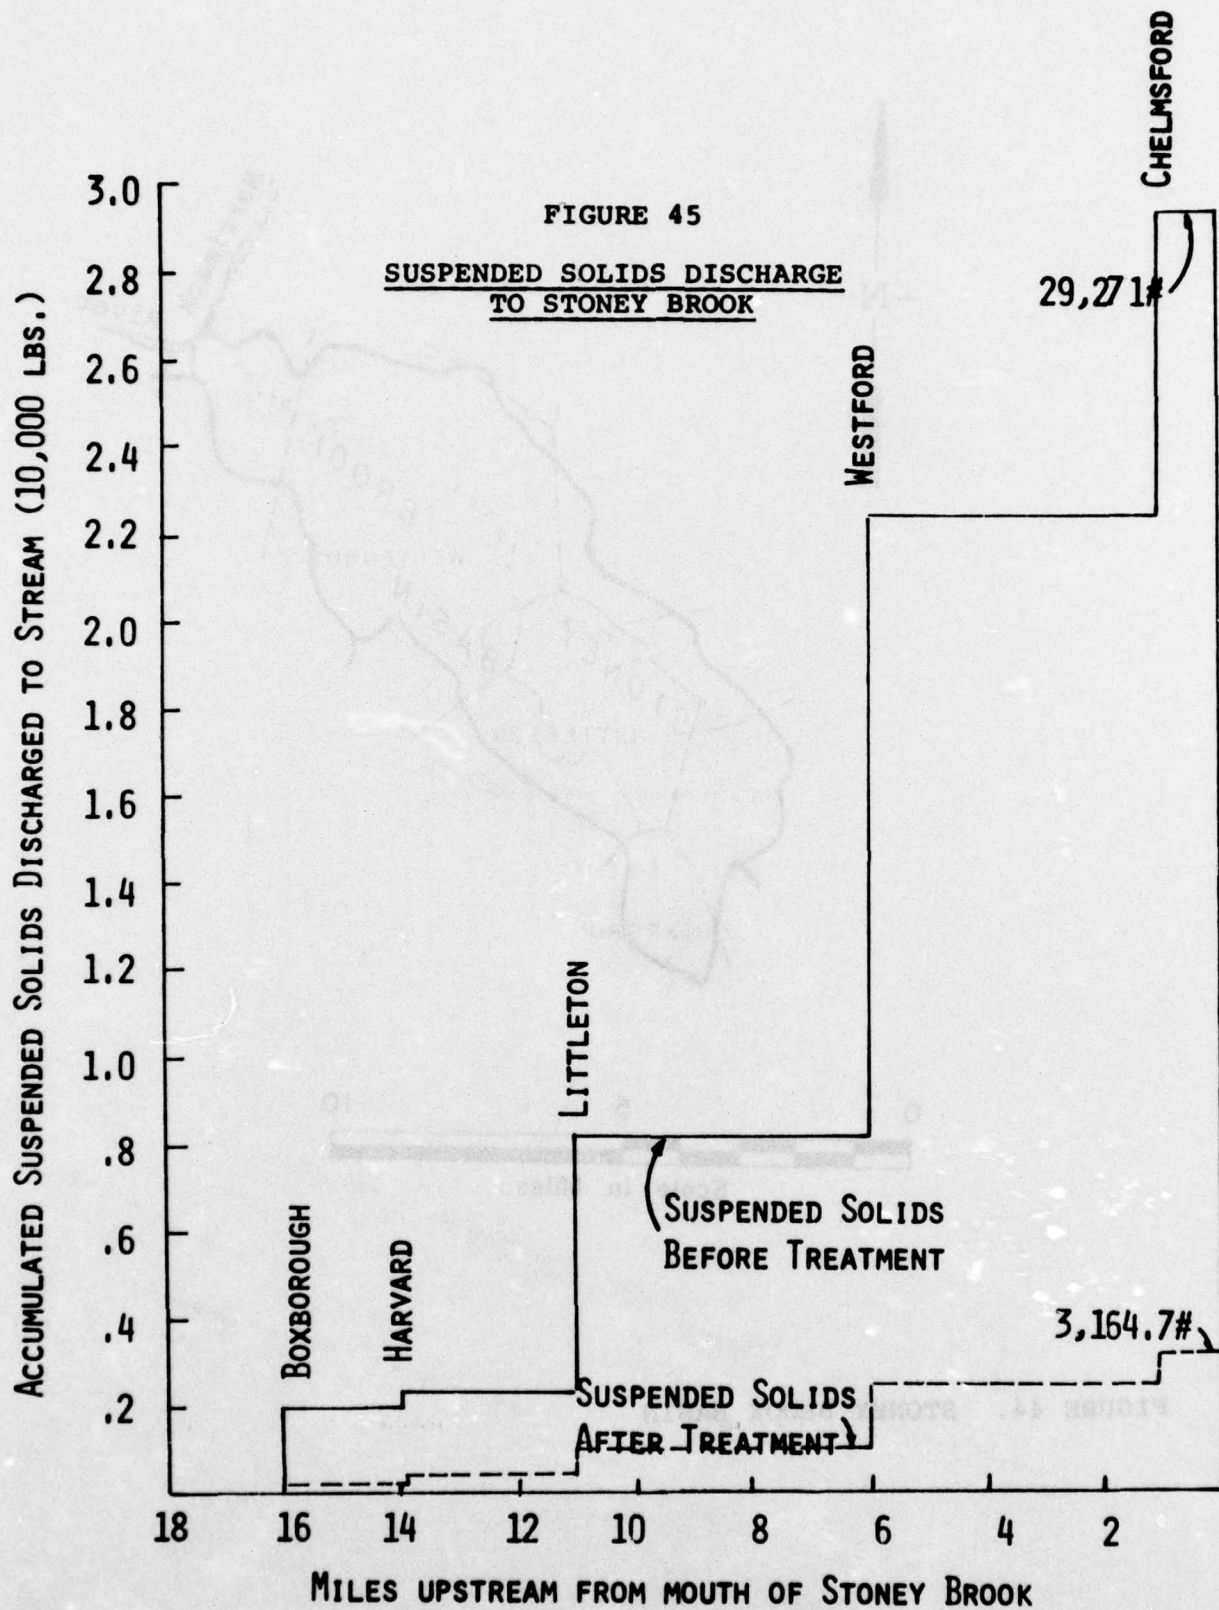 FIGURE 45
SUSPENDED SOLIDS DISCHARGE
TO STONEY BROOK
ACCUMULATED SUSPENDED SOLIDS DISCHARGED TO STREAM (10,000 LBS.)
3.0
2.8
2.6
2.4
2.2
2.0
1.8
1.6
1.4
1.2
1.0
.8
.6
.4
.2
BOXBOROUGH
HARVARD
LITTLETON
WESTFORD
CHELMSFORD
29,271#
SUSPENDED SOLIDS
BEFORE TREATMENT
3,164.7#
SUSPENDED SOLIDS
AFTER TREATMENT
18 16 14 12 10 8 6 4 2
MILES UPSTREAM FROM MOUTH OF STONEY BROOK